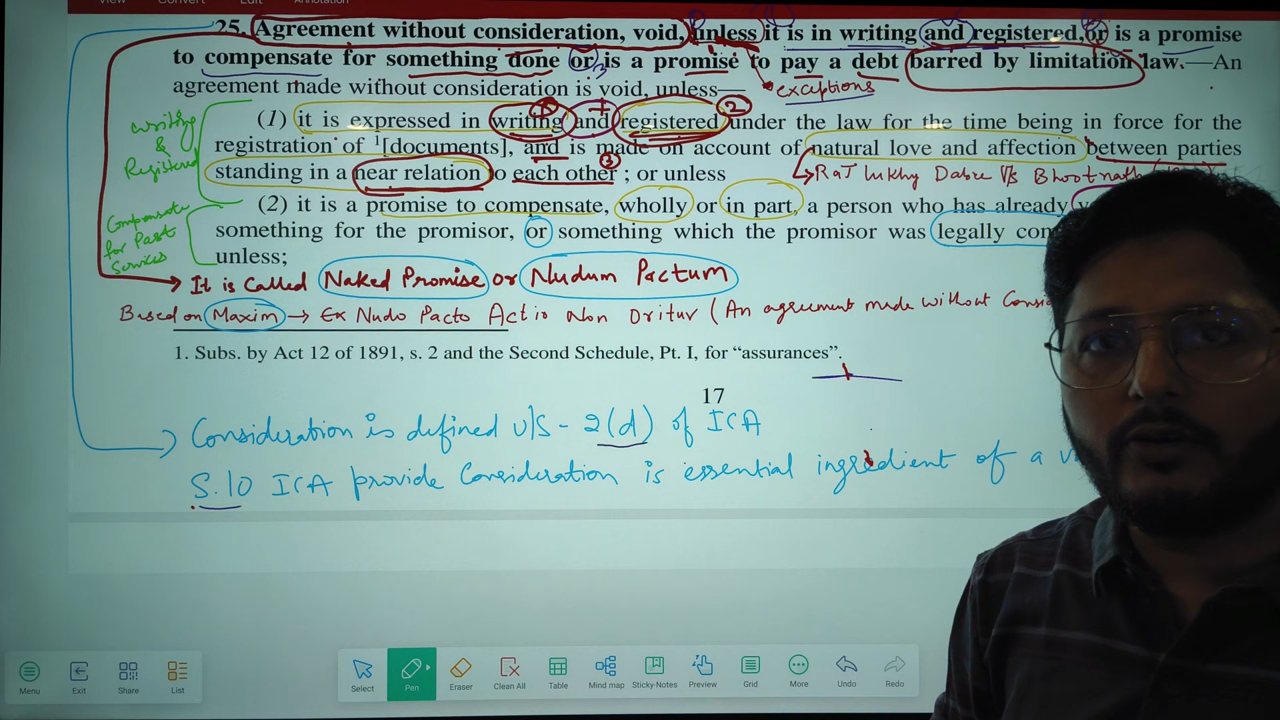 View Convert Edit Annotation
25. Agreement without consideration, void, unless it is in writing and registered, or is a promise
to compensate for something done or is a promise to pay a debt barred by limitation law.—An
agreement made without consideration is void, unless—
exceptions
(1) it is expressed in writing and registered under the law for the time being in force for the
registration of 1[documents], and is made on account of natural love and affection between parties
standing in a near relation to each other ; or unless
writing
&
Registered
+
2
3
Raj lukhy Dabee V/s Bhootnath
(2) it is a promise to compensate, wholly or in part, a person who has already
something for the promisor, or something which the promisor was legally
unless;
Compensate
for Past
Services
It is called Naked Promise or Nudum Pactum
Based on Maxim → Ex Nudo Pacto Actio Non Oritur (An agreement made without
1. Subs. by Act 12 of 1891, s. 2 and the Second Schedule, Pt. I, for “assurances”.
17
Consideration is defined U/S - 2(d) of ICA
S.10 ICA provide Consideration is essential ingredient of a
Menu Exit Share List Select Pen Eraser Clean All Table Mind map Sticky-Notes Preview Grid More Undo Redo